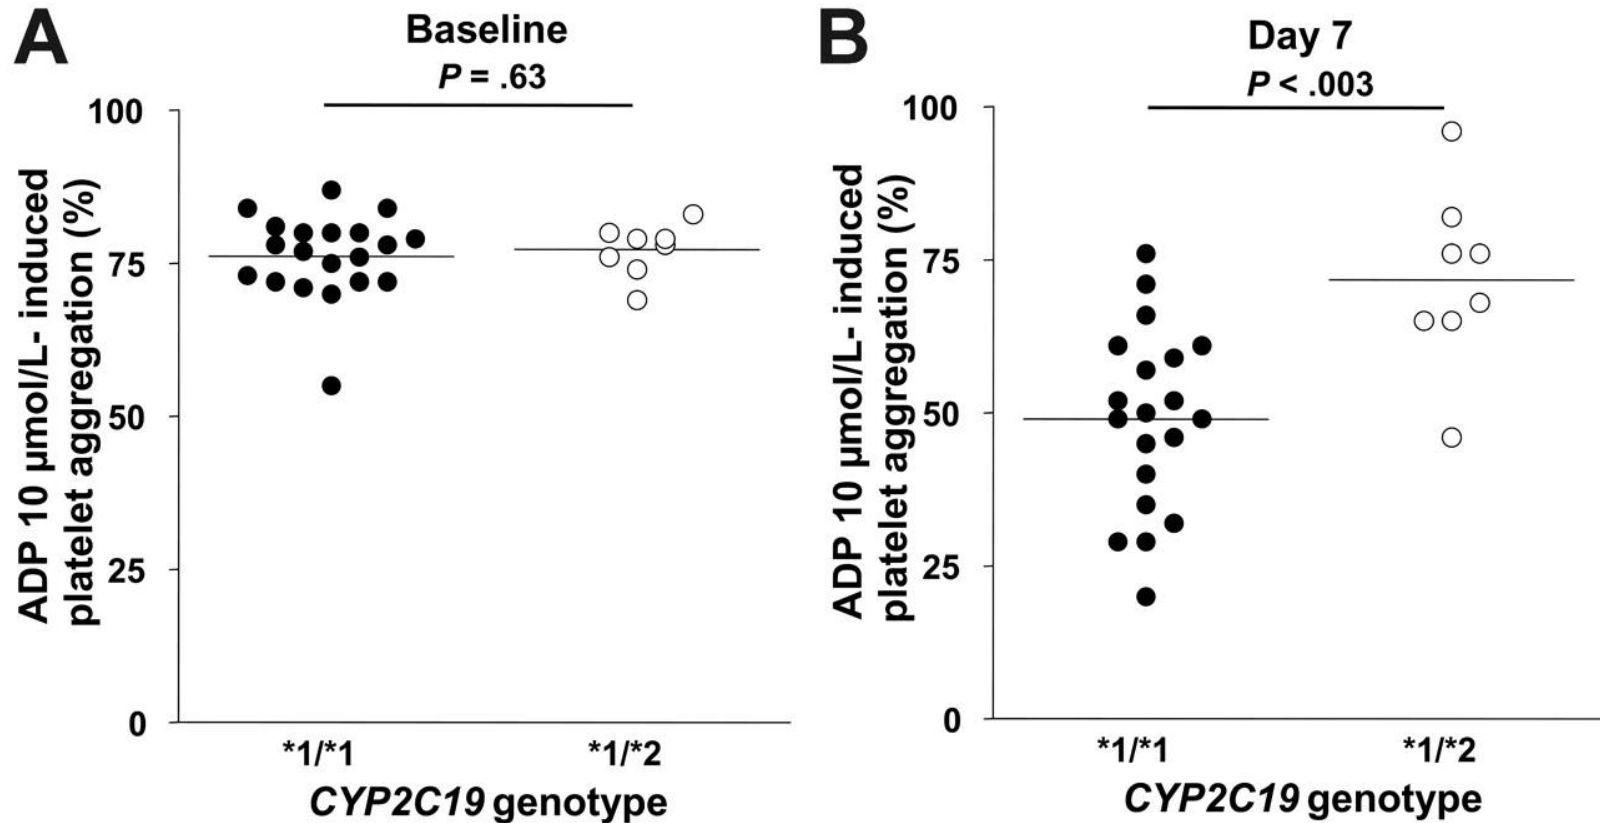 A
Baseline
P = .63
ADP 10 µmol/L- induced
platelet aggregation (%)
100
75
50
25
0
*1/*1
*1/*2
CYP2C19 genotype
B
Day 7
P < .003
ADP 10 µmol/L- induced
platelet aggregation (%)
100
75
50
25
0
*1/*1
*1/*2
CYP2C19 genotype